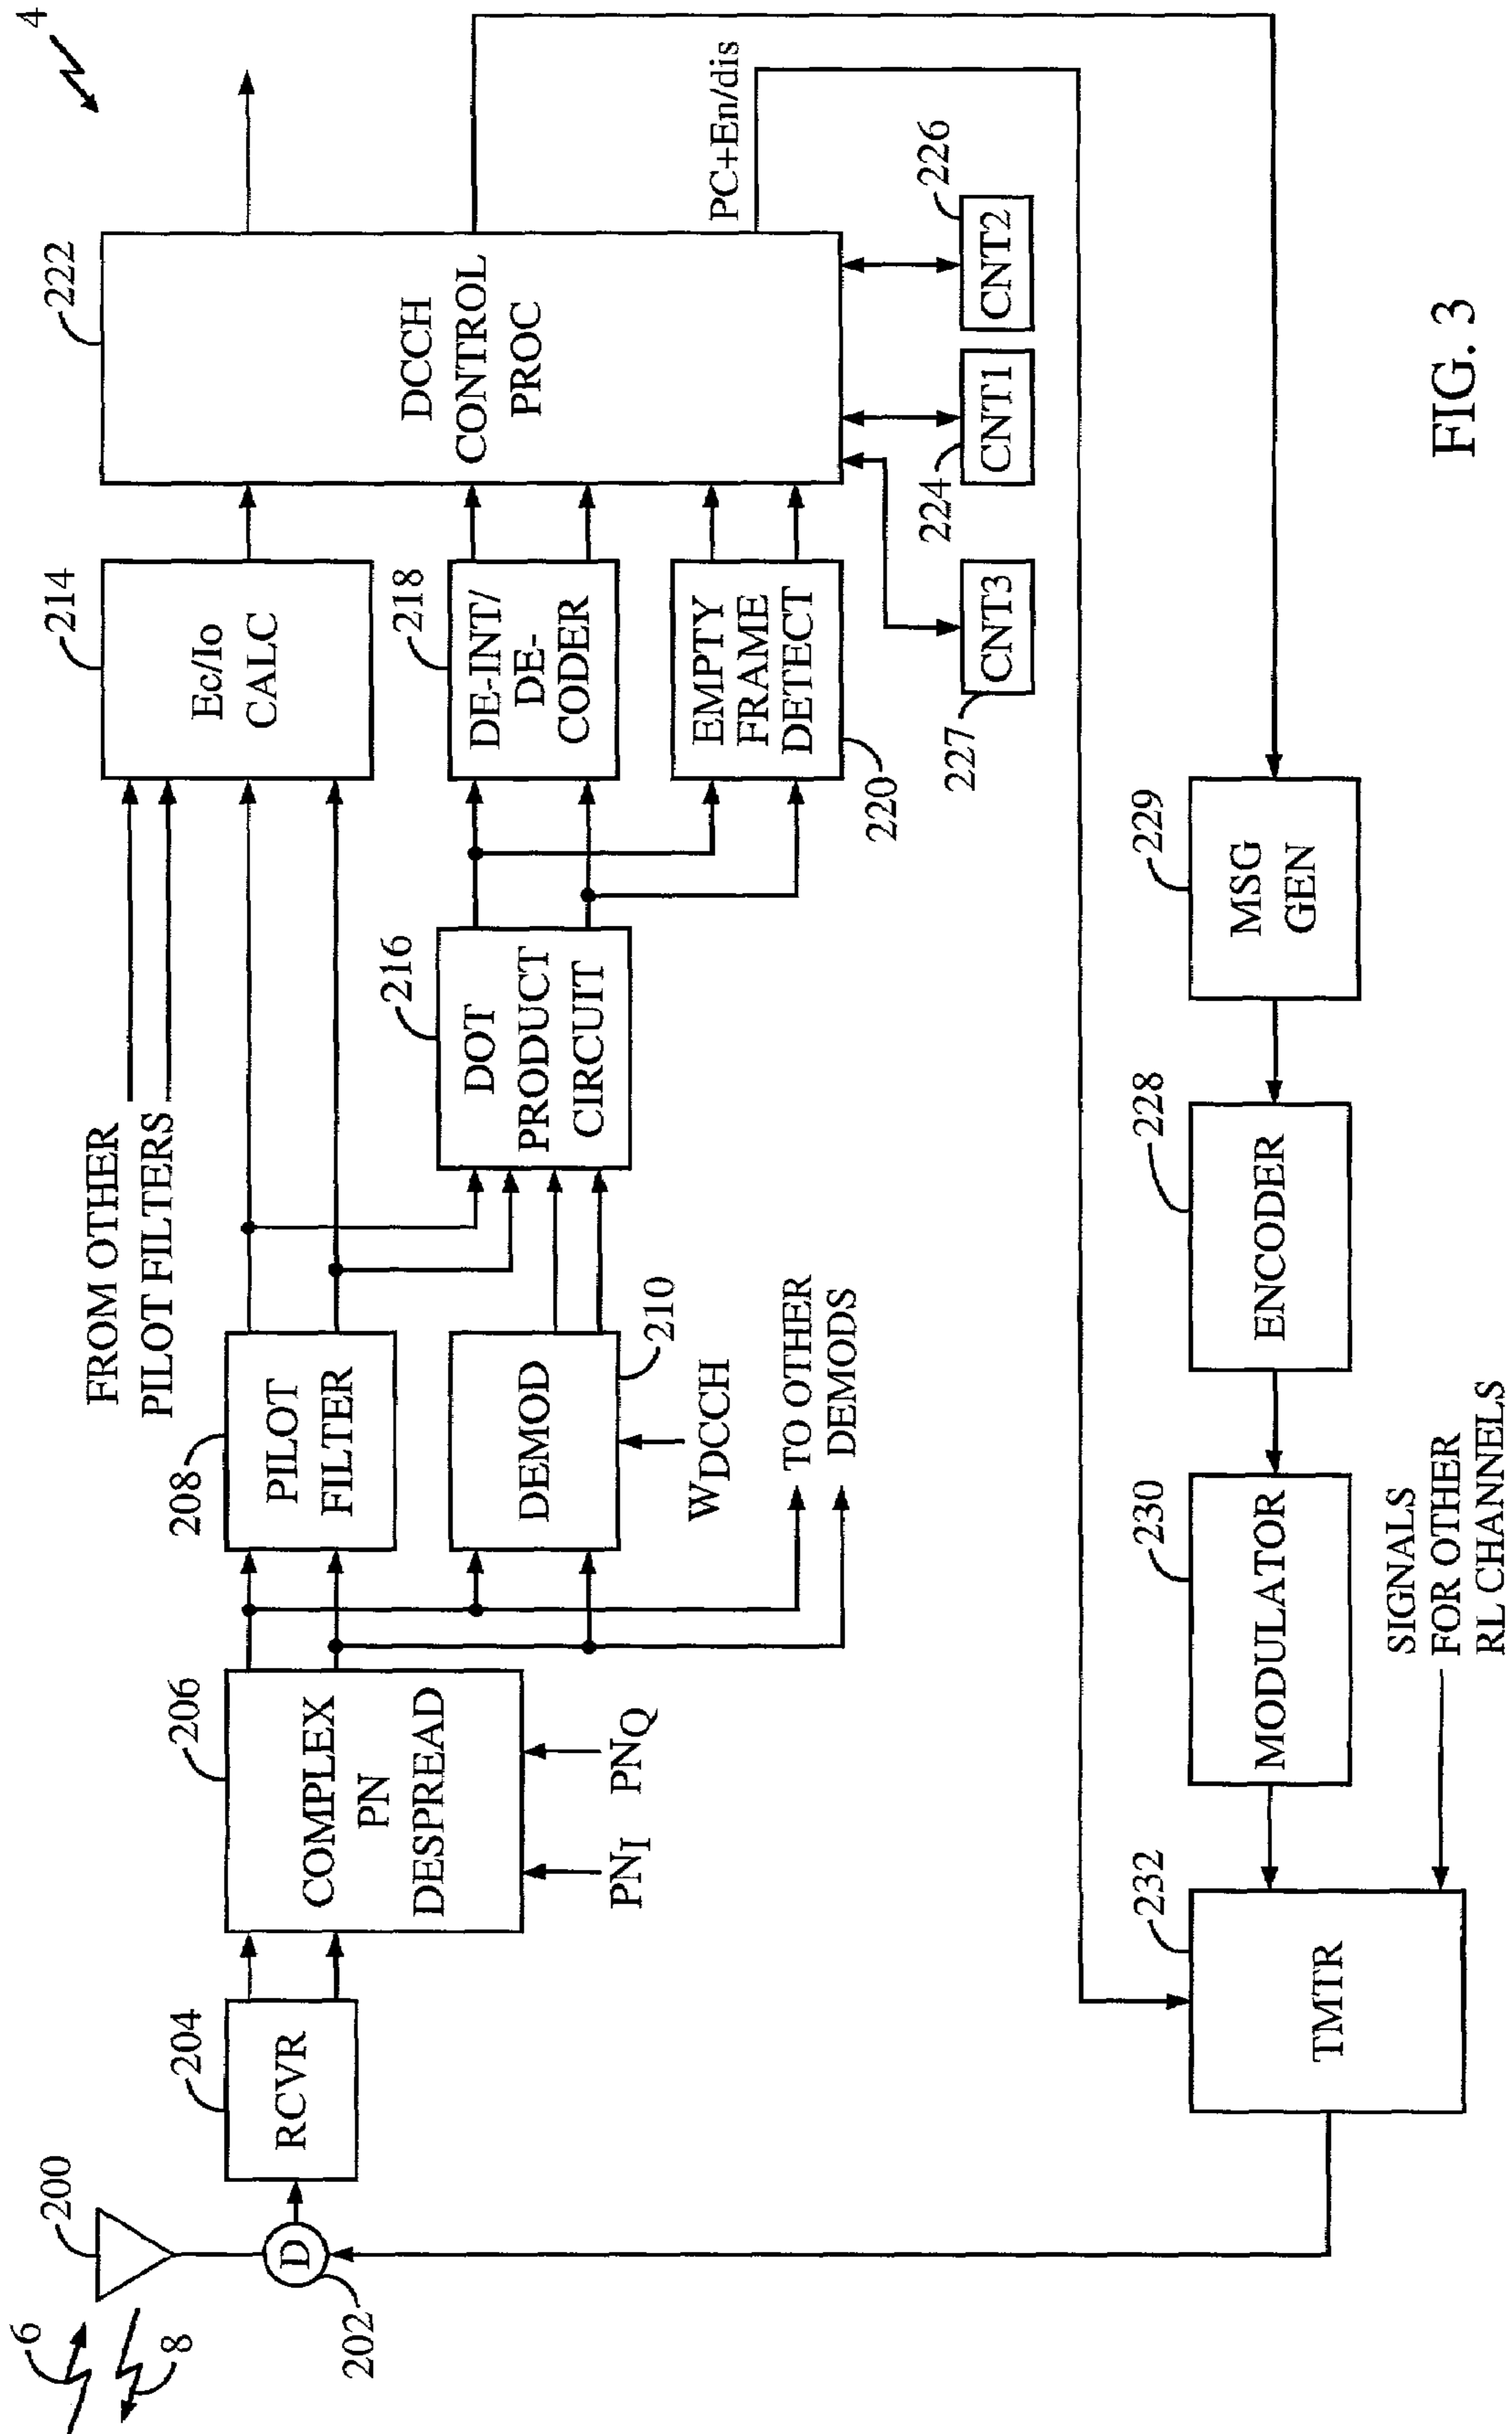 4
6
8
200
D
202
204
RCVR
206
COMPLEX
PN
DESPREAD
PNI
PNQ
208
PILOT
FILTER
DEMOD
210
WDCCH
TO OTHER
DEMODS
FROM OTHER
PILOT FILTERS
216
DOT
PRODUCT
CIRCUIT
214
Ec/Io
CALC
218
DE-INT/
DE-
CODER
EMPTY
FRAME
DETECT
220
222
DCCH
CONTROL
PROC
PC+En/dis
227
CNT3
224
CNT1
226
CNT2
229
MSG
GEN
228
ENCODER
230
MODULATOR
232
TMTR
SIGNALS
FOR OTHER
RL CHANNELS
FIG. 3